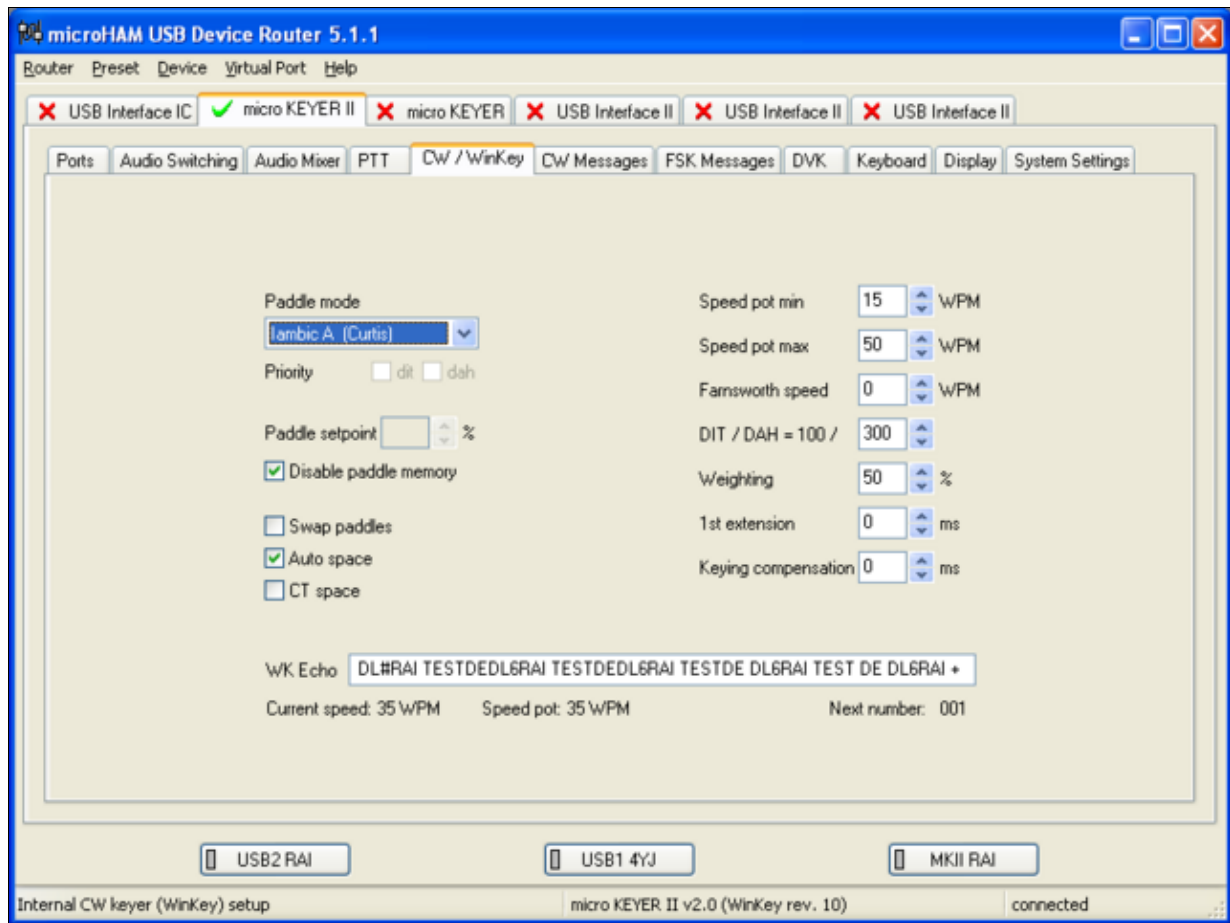 microHAM USB Device Router 5.1.1
Router Preset Device Virtual Port Help
USB Interface IC micro KEYER II micro KEYER USB Interface II USB Interface II USB Interface II
Ports Audio Switching Audio Mixer PTT CW / WinKey CW Messages FSK Messages DVK Keyboard Display System Settings
Paddle mode
Iambic A (Curtis)
Priority dit dah
Paddle setpoint %
Disable paddle memory
Swap paddles
Auto space
CT space
Speed pot min 15 WPM
Speed pot max 50 WPM
Farnsworth speed 0 WPM
DIT / DAH = 100 / 300
Weighting 50 %
1st extension 0 ms
Keying compensation 0 ms
WK Echo DL#RAI TESTDEDL6RAI TESTDEDL6RAI TESTDE DL6RAI TEST DE DL6RAI +
Current speed: 35 WPM Speed pot: 35 WPM Next number: 001
USB2 RAI USB1 4YJ MKII RAI
Internal CW keyer (WinKey) setup micro KEYER II v2.0 (WinKey rev. 10) connected